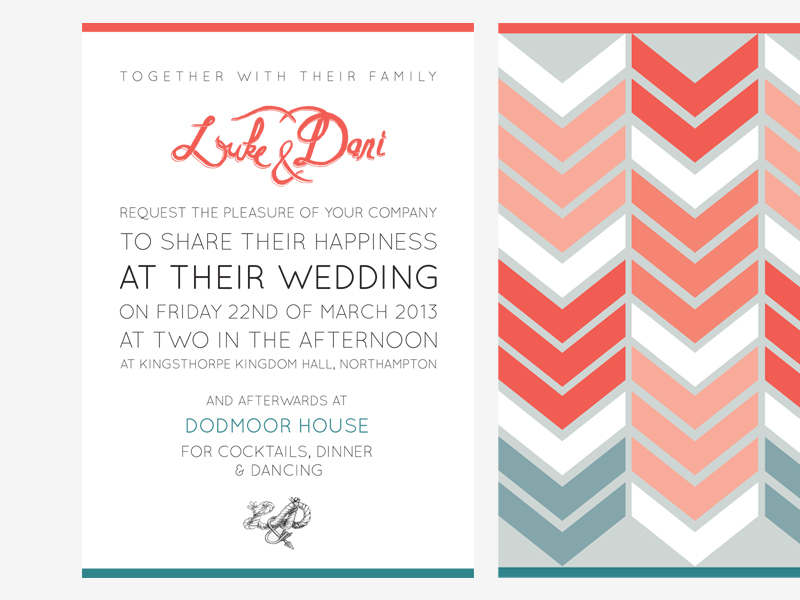 TOGETHER WITH THEIR FAMILY
Luke & Dani
REQUEST THE PLEASURE OF YOUR COMPANY
TO SHARE THEIR HAPPINESS
AT THEIR WEDDING
ON FRIDAY 22ND OF MARCH 2013
AT TWO IN THE AFTERNOON
AT KINGSTHORPE KINGDOM HALL, NORTHAMPTON
AND AFTERWARDS AT
DODMOOR HOUSE
FOR COCKTAILS, DINNER
& DANCING
L&D